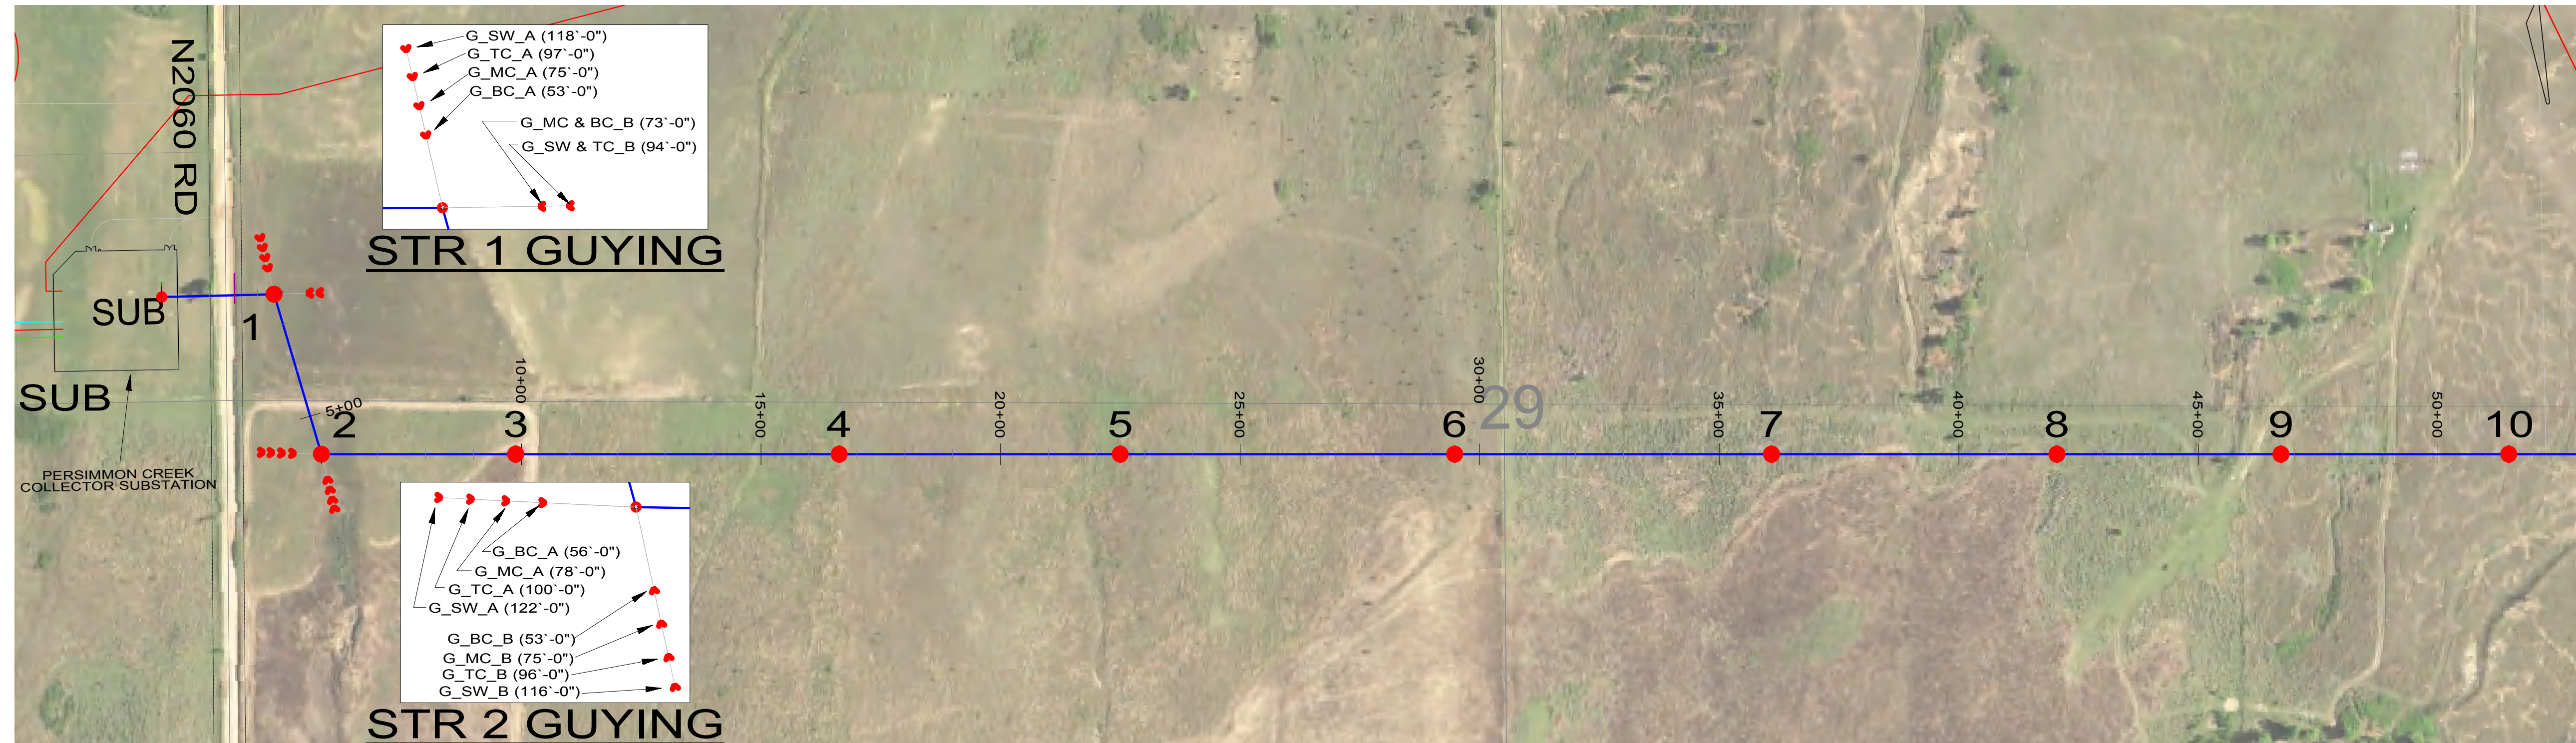 N2060 RD
G_SW_A (118`-0")
G_TC_A (97`-0")
G_MC_A (75`-0")
G_BC_A (53`-0")
G_MC & BC_B (73`-0")
G_SW & TC_B (94`-0")
STR 1 GUYING
SUB
1
SUB
PERSIMMON CREEK
COLLECTOR SUBSTATION
5+00
10+00
15+00
20+00
25+00
30+00
29
35+00
40+00
45+00
50+00
2
3
4
5
6
7
8
9
10
G_BC_A (56`-0")
G_MC_A (78`-0")
G_TC_A (100`-0")
G_SW_A (122`-0")
G_BC_B (53`-0")
G_MC_B (75`-0")
G_TC_B (96`-0")
G_SW_B (116`-0")
STR 2 GUYING